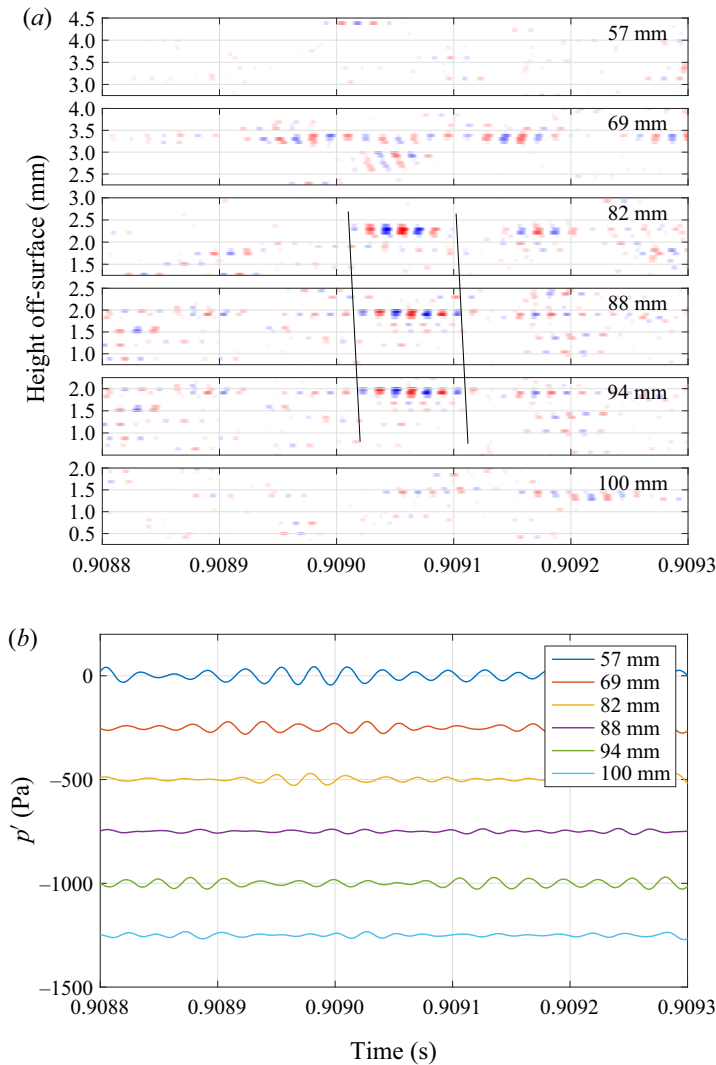 (a)
4.5
4.0
3.5
3.0
57 mm
4.0
3.5
3.0
2.5
69 mm
3.0
2.5
2.0
1.5
82 mm
2.5
2.0
1.5
1.0
88 mm
2.0
1.5
1.0
94 mm
2.0
1.5
1.0
0.5
100 mm
Height off-surface (mm)
0.9088 0.9089 0.9090 0.9091 0.9092 0.9093
(b)
0
–500
–1000
–1500
p′ (Pa)
57 mm
69 mm
82 mm
88 mm
94 mm
100 mm
0.9088 0.9089 0.9090 0.9091 0.9092 0.9093
Time (s)